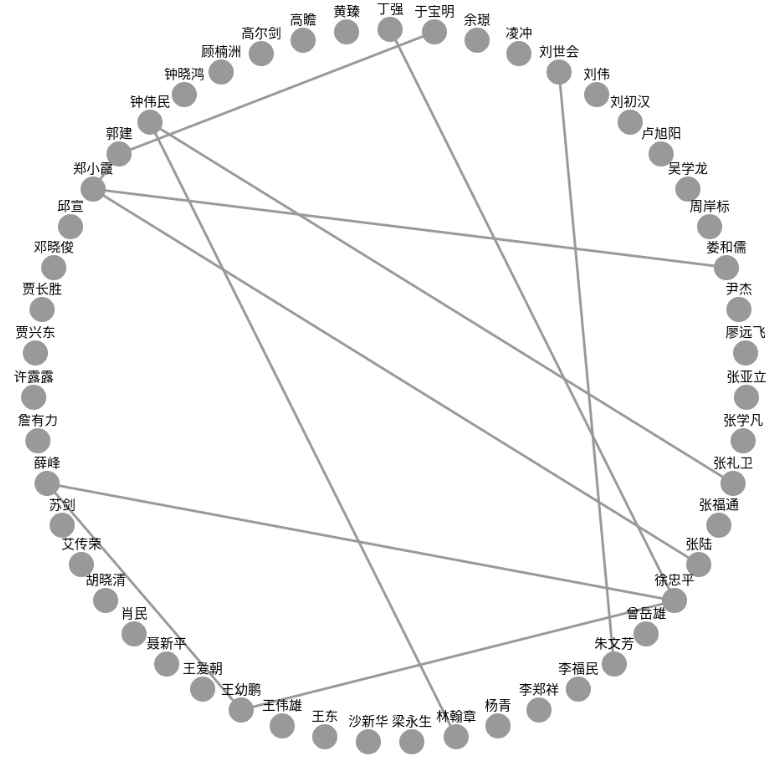 丁强
于宝明
余璟
凌冲
刘世会
刘伟
刘初汉
卢旭阳
吴学龙
周岸标
娄和儒
尹杰
廖远飞
张亚立
张学凡
张礼卫
张福通
张陆
徐忠平
曾岳雄
朱文芳
李福民
李郑祥
杨青
林翰章
梁永生
沙新华
王东
王伟雄
王幼鹏
王爱朝
聂新平
肖民
胡晓清
艾传荣
苏剑
薛峰
詹有力
许露露
贾兴东
贾长胜
邓晓俊
邱宣
郑小霞
郭建
钟伟民
钟晓鸿
顾楠洲
高尔剑
高瞻
黄臻